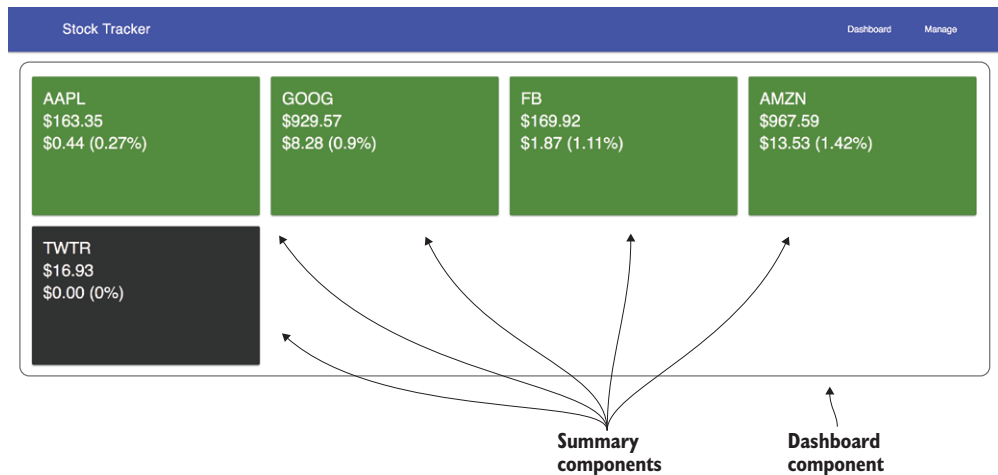 Stock Tracker
Dashboard
Manage
AAPL
$163.35
$0.44 (0.27%)
GOOG
$929.57
$8.28 (0.9%)
FB
$169.92
$1.87 (1.11%)
AMZN
$967.59
$13.53 (1.42%)
TWTR
$16.93
$0.00 (0%)
Summary
components
Dashboard
component